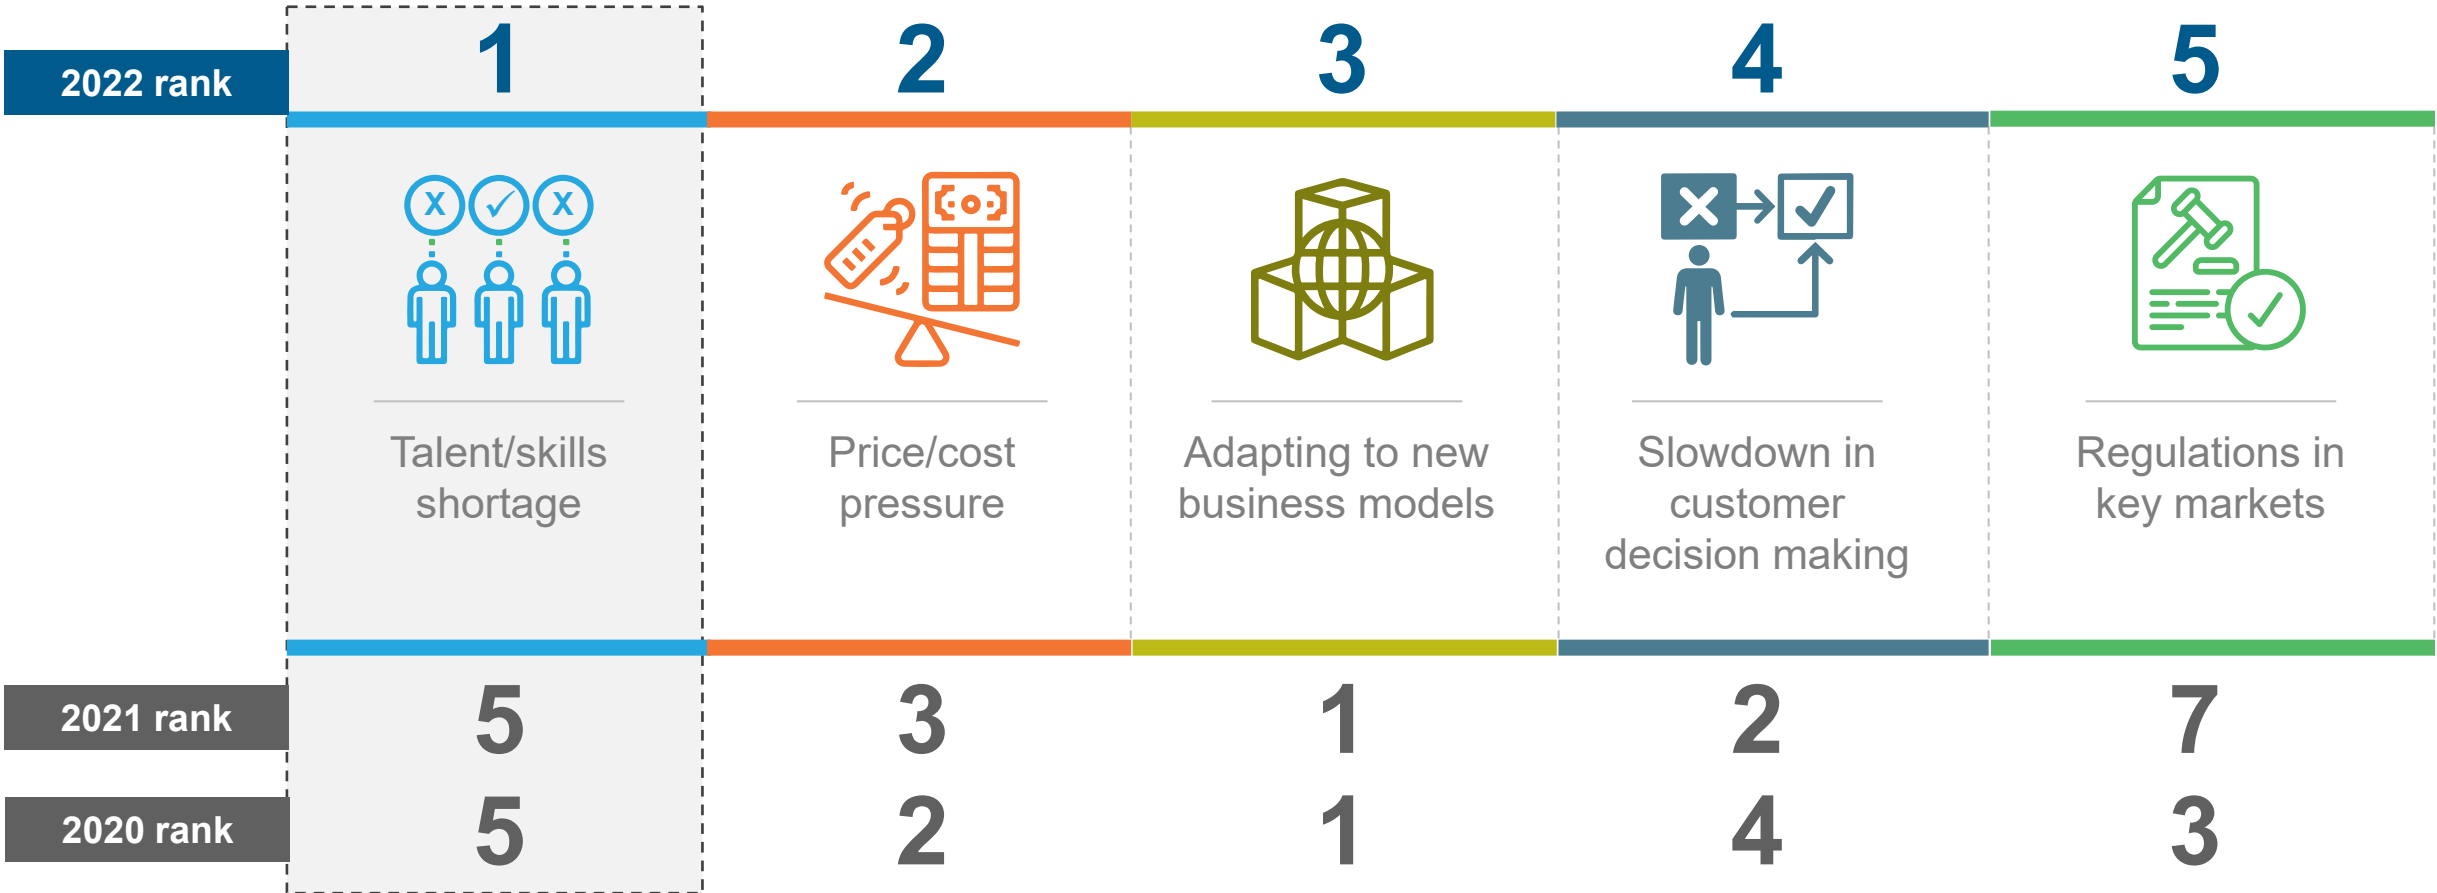 2022 rank
1
2
3
4
5
X
X
Talent/skills
shortage
Price/cost
pressure
Adapting to new
business models
Slowdown in
customer
decision making
Regulations in
key markets
2021 rank
5
3
1
2
7
2020 rank
5
2
1
4
3